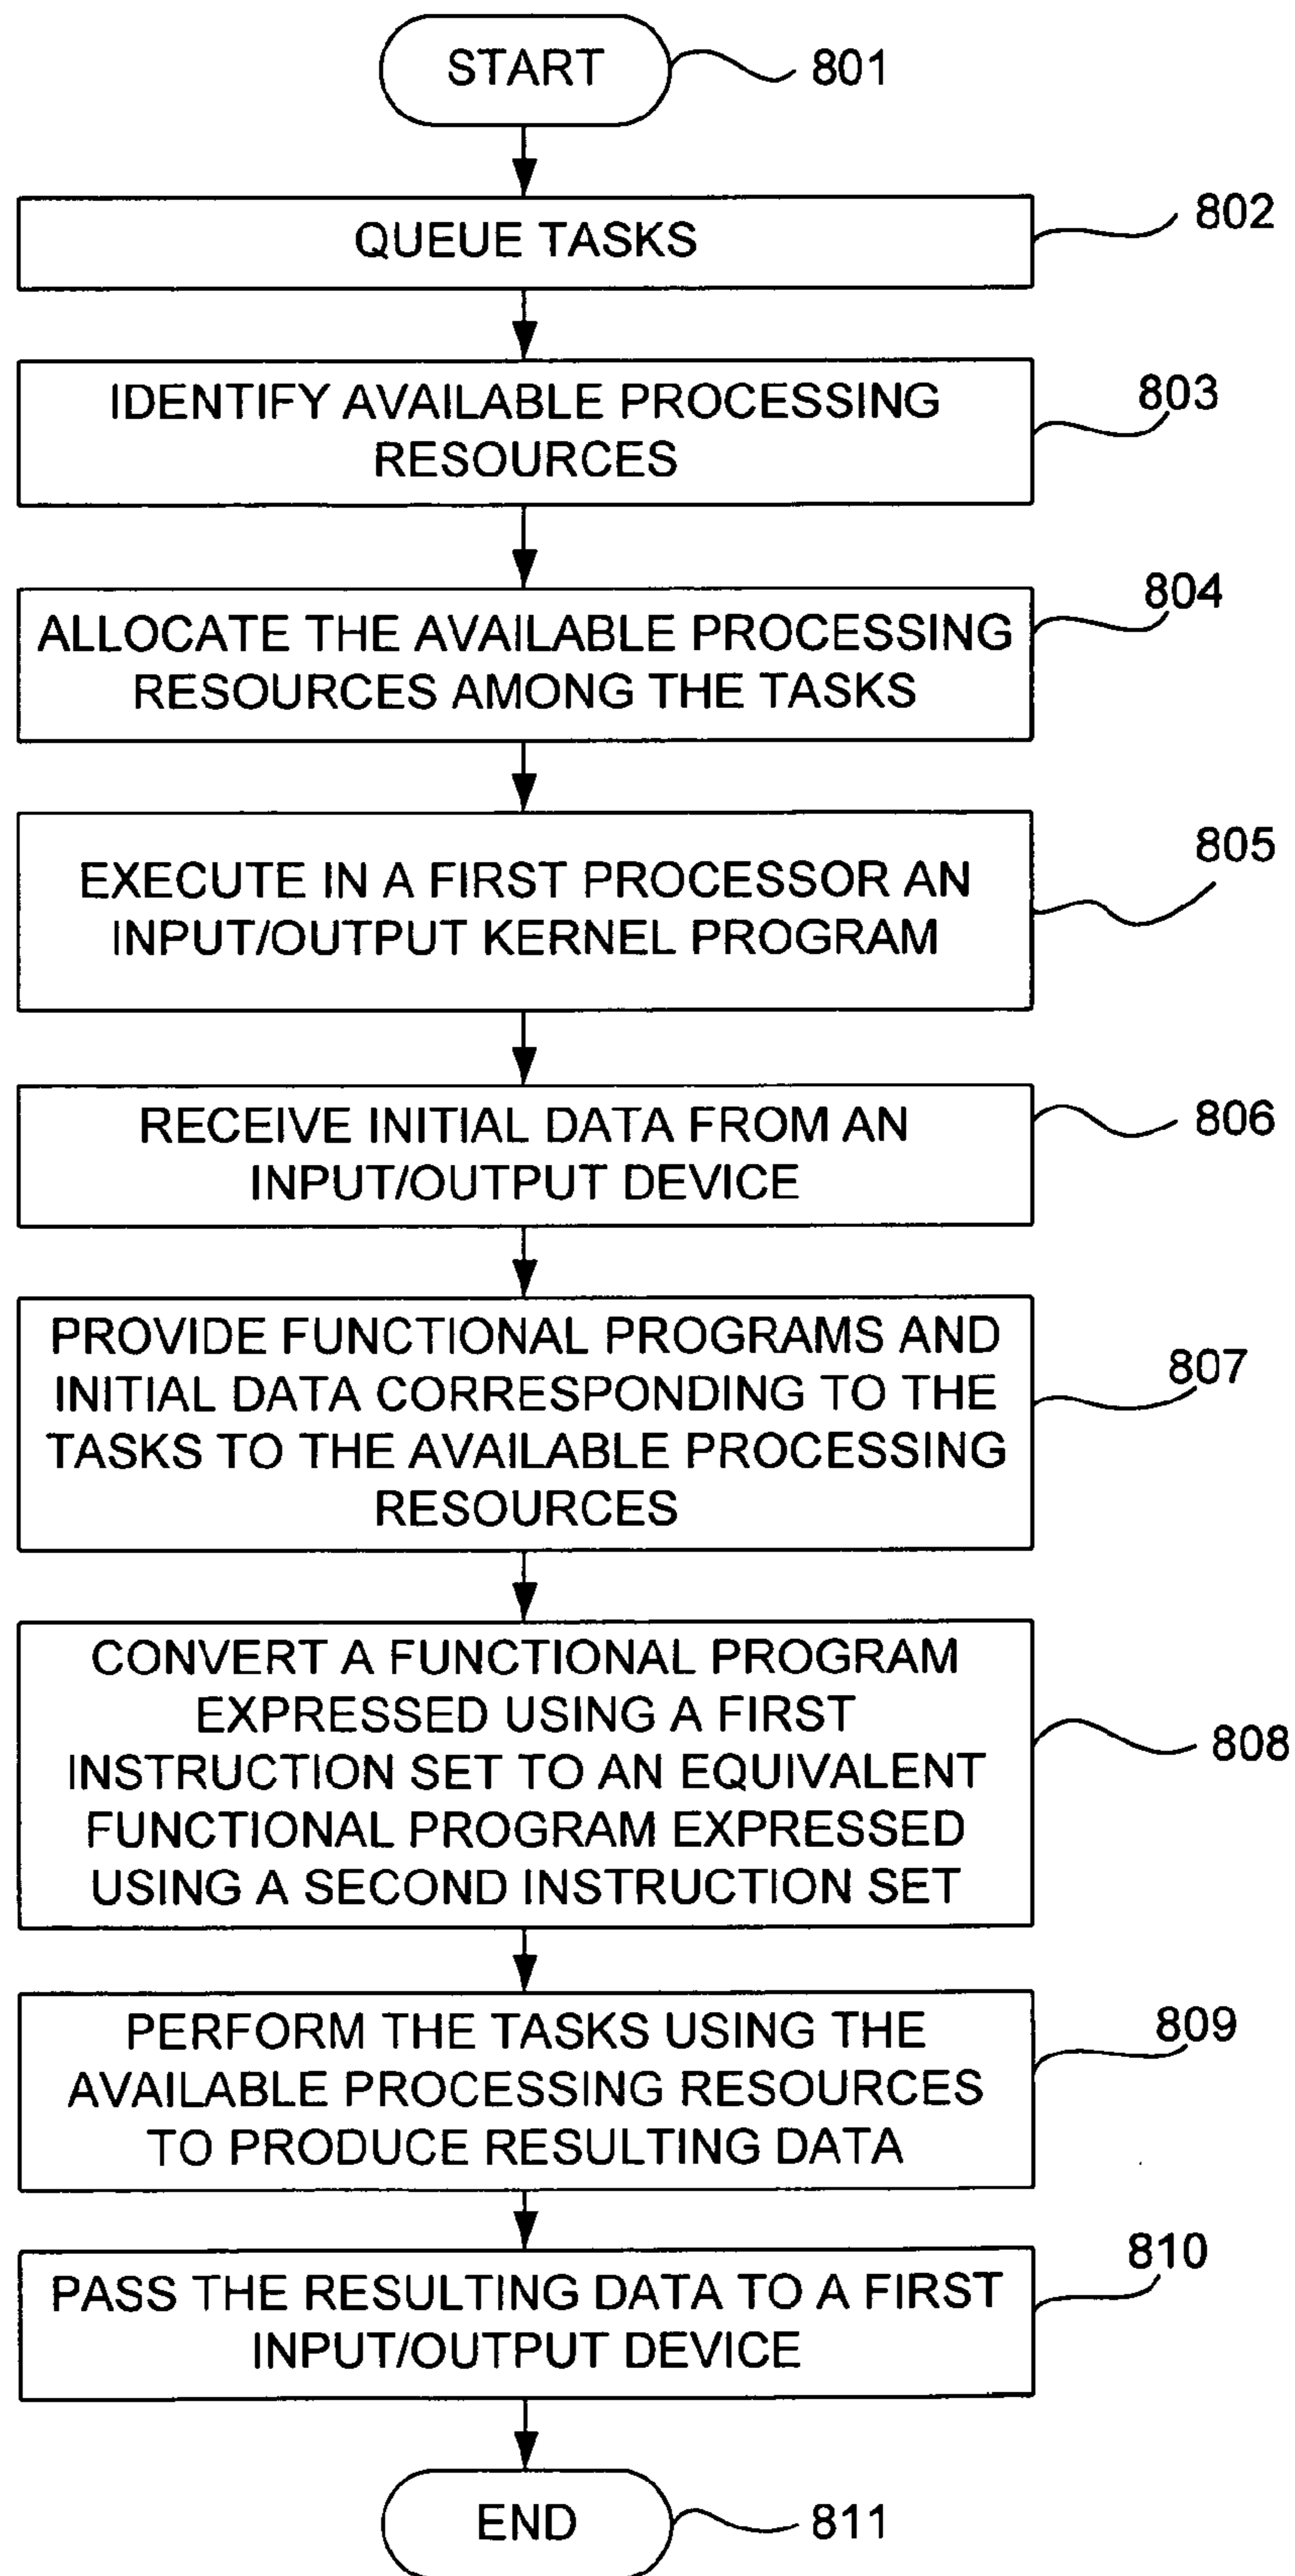 START
801
QUEUE TASKS
802
IDENTIFY AVAILABLE PROCESSING
RESOURCES
803
ALLOCATE THE AVAILABLE PROCESSING
RESOURCES AMONG THE TASKS
804
EXECUTE IN A FIRST PROCESSOR AN
INPUT/OUTPUT KERNEL PROGRAM
805
RECEIVE INITIAL DATA FROM AN
INPUT/OUTPUT DEVICE
806
PROVIDE FUNCTIONAL PROGRAMS AND
INITIAL DATA CORRESPONDING TO THE
TASKS TO THE AVAILABLE PROCESSING
RESOURCES
807
CONVERT A FUNCTIONAL PROGRAM
EXPRESSED USING A FIRST
INSTRUCTION SET TO AN EQUIVALENT
FUNCTIONAL PROGRAM EXPRESSED
USING A SECOND INSTRUCTION SET
808
PERFORM THE TASKS USING THE
AVAILABLE PROCESSING RESOURCES
TO PRODUCE RESULTING DATA
809
PASS THE RESULTING DATA TO A FIRST
INPUT/OUTPUT DEVICE
810
END
811